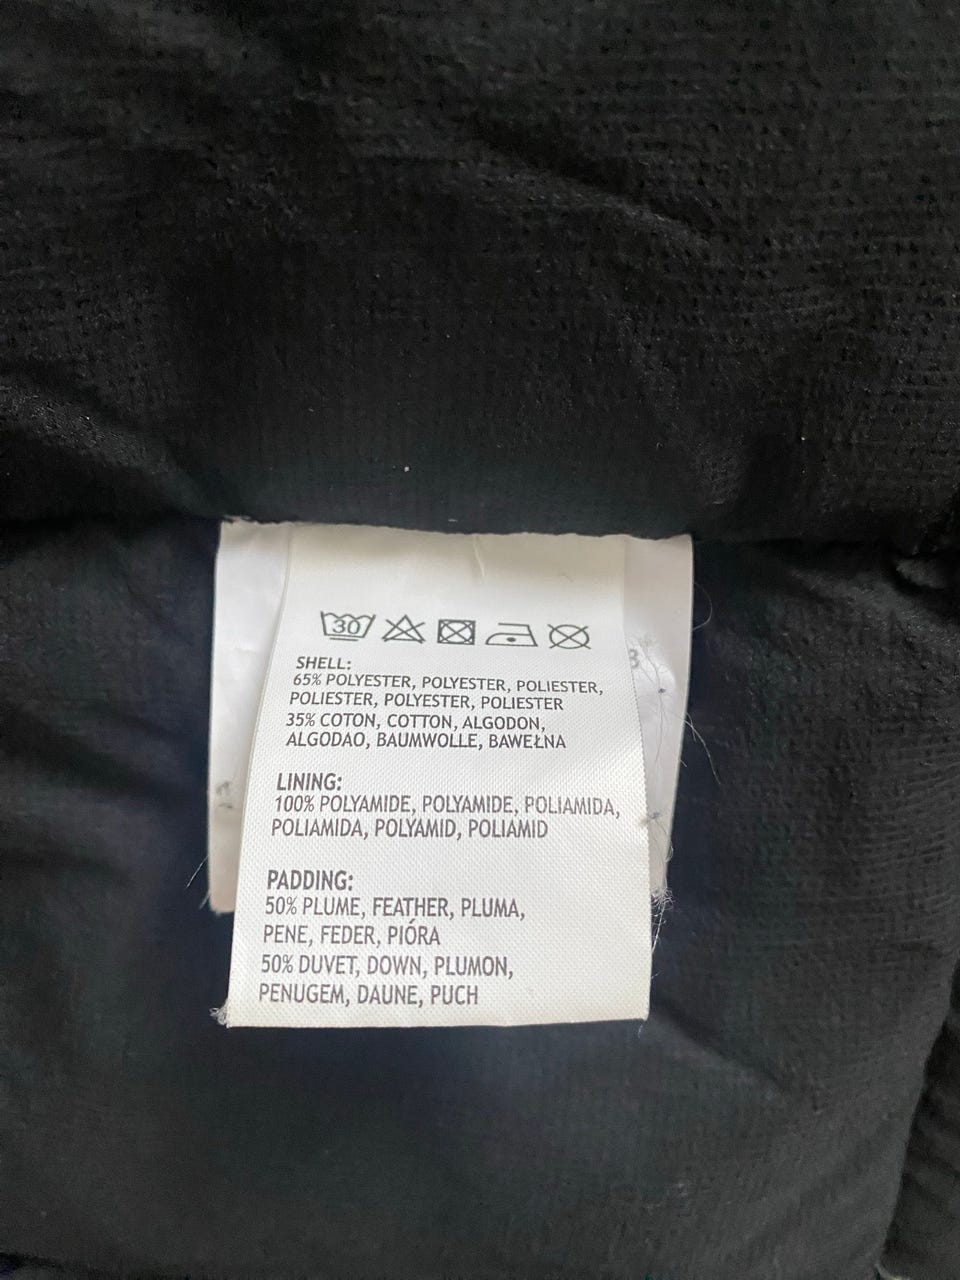 30
SHELL:
65% POLYESTER, POLYESTER, POLIESTER,
POLIESTER, POLYESTER, POLIESTER
35% COTON, COTTON, ALGODON,
ALGODAO, BAUMWOLLE, BAWEŁNA
LINING:
100% POLYAMIDE, POLYAMIDE, POLIAMIDA,
POLIAMIDA, POLYAMID, POLIAMID
PADDING:
50% PLUME, FEATHER, PLUMA,
PENE, FEDER, PIÓRA
50% DUVET, DOWN, PLUMON,
PENUGEM, DAUNE, PUCH